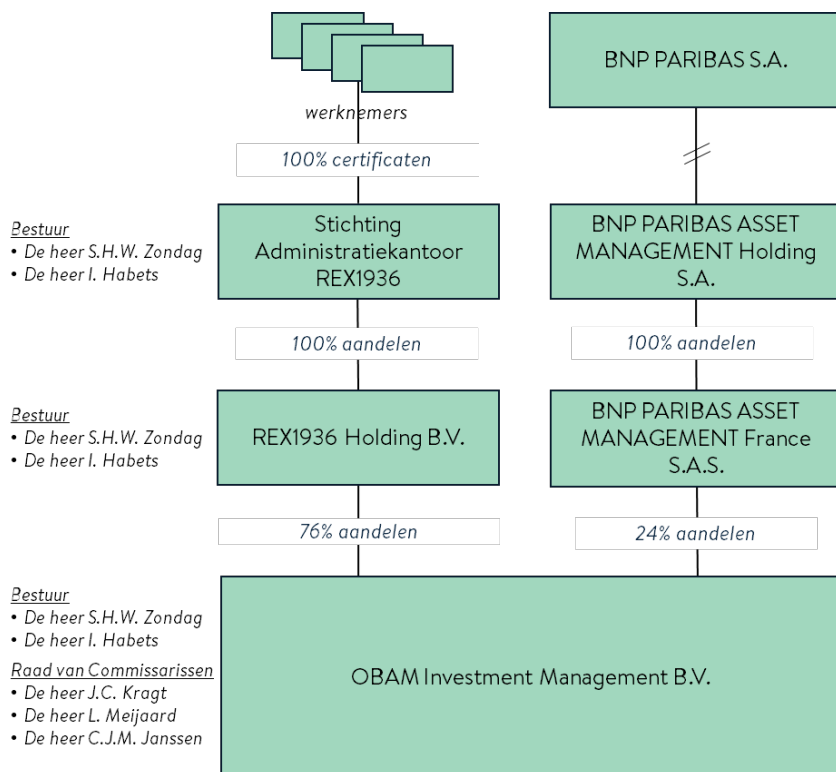 BNP PARIBAS S.A.
werknemers
100% certificaten
Bestuur
• De heer S.H.W. Zondag
• De heer I. Habets
Stichting
Administratiekantoor
REX1936
BNP PARIBAS ASSET
MANAGEMENT Holding
S.A.
100% aandelen
100% aandelen
Bestuur
• De heer S.H.W. Zondag
• De heer I. Habets
REX1936 Holding B.V.
BNP PARIBAS ASSET
MANAGEMENT France
S.A.S.
76% aandelen
24% aandelen
Bestuur
• De heer S.H.W. Zondag
• De heer I. Habets
Raad van Commissarissen
• De heer J.C. Kragt
• De heer L. Meijaard
• De heer C.J.M. Janssen
OBAM Investment Management B.V.